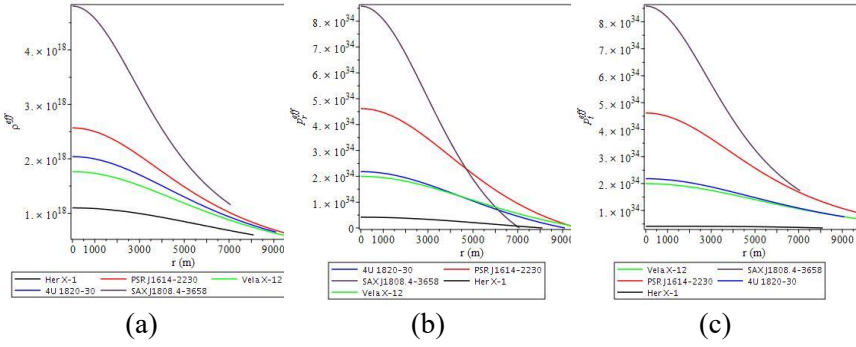 ρ^eff
4. × 10^18
3. × 10^18
2. × 10^18
1. × 10^18
0 1000 3000 5000 7000 9000
r (m)
Her X-1 PSR J1614-2230 Vela X-12
4U 1820-30 SAX J1808.4-3658
(a)
p_r^eff
8. × 10^34
7. × 10^34
6. × 10^34
5. × 10^34
4. × 10^34
3. × 10^34
2. × 10^34
1. × 10^34
0
0 1000 3000 5000 7000 9000
r (m)
4U 1820-30 PSR J1614-2230
SAX J1808.4-3658 Her X-1
Vela X-12
(b)
p_t^eff
8. × 10^34
7. × 10^34
6. × 10^34
5. × 10^34
4. × 10^34
3. × 10^34
2. × 10^34
1. × 10^34
0 1000 3000 5000 7000 9000
r (m)
Vela X-12 SAX J1808.4-3658
PSR J1614-2230 4U 1820-30
Her X-1
(c)